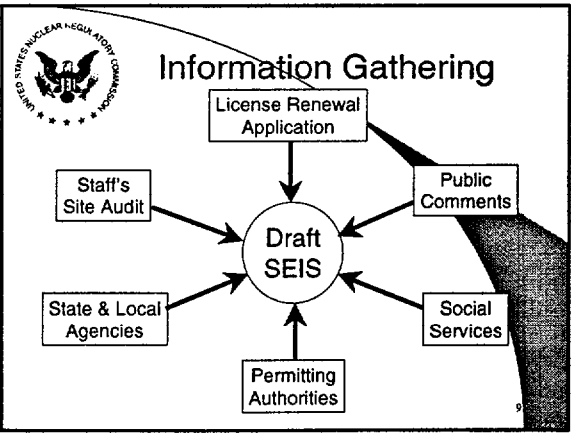 UNITED STATES NUCLEAR REGULATORY COMMISSION
Information Gathering
License Renewal
Application
Staff's
Site Audit
Public
Comments
Draft
SEIS
State & Local
Agencies
Social
Services
Permitting
Authorities
9